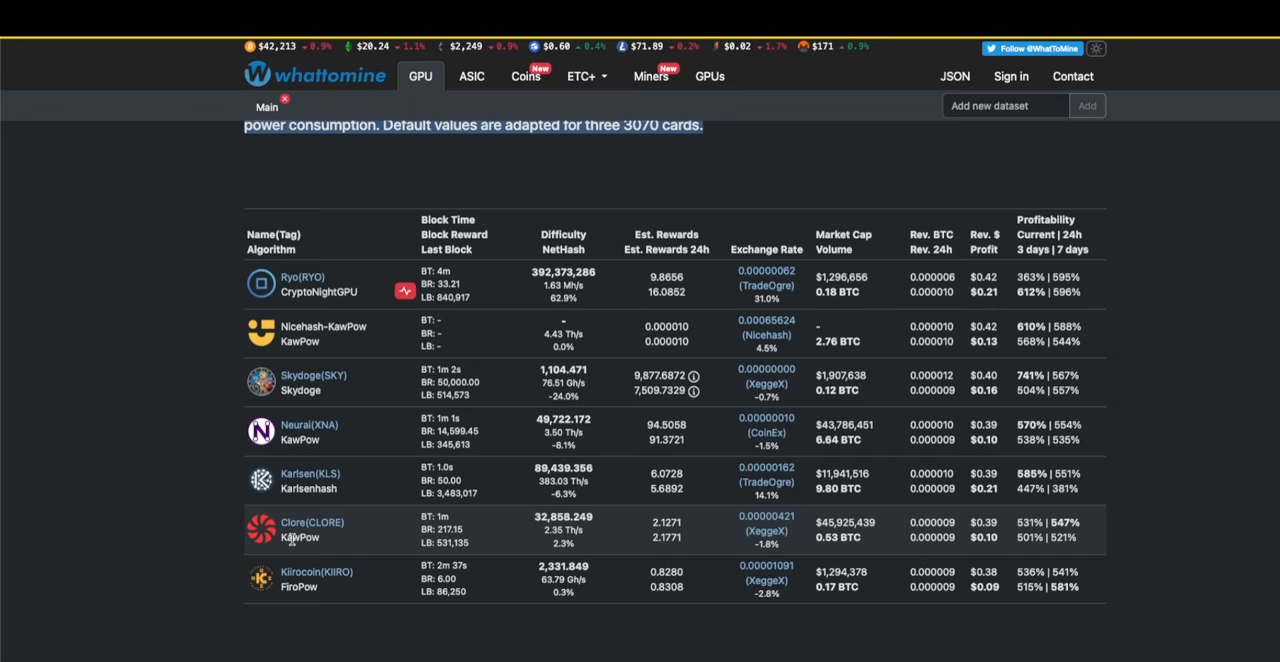 $42,213 -0.9% $20.24 -1.1% $2,249 -0.9% $0.60 0.4% $71.89 -0.2% $0.02 -1.7% $171 0.9% Follow @WhatToMine
whattomine GPU ASIC Coins New ETC+ Miners New GPUs JSON Sign in Contact
Main Add new dataset Add
power consumption. Default values are adapted for three 3070 cards.
Name(Tag)
Algorithm
Block Time
Block Reward
Last Block
Difficulty
NetHash
Est. Rewards
Est. Rewards 24h
Exchange Rate
Market Cap
Volume
Rev. BTC
Rev. 24h
Rev. $
Profit
Profitability
Current | 24h
3 days | 7 days
Ryo(RYO)
CryptoNightGPU
BT: 4m
BR: 33.21
LB: 840,917
392,373,286
1.63 Mh/s
62.9%
9.8656
16.0852
0.00000062
(TradeOgre)
31.0%
$1,296,656
0.18 BTC
0.000006
0.000010
$0.42
$0.21
363% | 595%
612% | 596%
Nicehash-KawPow
KawPow
BT: -
BR: -
LB: -
-
4.43 Th/s
0.0%
0.000010
0.000010
0.00065624
(Nicehash)
4.5%
-
2.76 BTC
0.000010
0.000010
$0.42
$0.13
610% | 588%
568% | 544%
Skydoge(SKY)
Skydoge
BT: 1m 2s
BR: 50,000.00
LB: 514,573
1,104.471
76.51 Gh/s
-24.0%
9,877.6872
7,509.7329
0.00000000
(XeggeX)
-0.7%
$1,907,638
0.12 BTC
0.000012
0.000009
$0.40
$0.16
741% | 567%
504% | 557%
Neurai(XNA)
KawPow
BT: 1m 1s
BR: 14,599.45
LB: 345,613
49,722.172
3.50 Th/s
-8.1%
94.5058
91.3721
0.00000010
(CoinEx)
-1.5%
$43,786,451
6.64 BTC
0.000010
0.000009
$0.39
$0.10
570% | 554%
538% | 535%
Karlsen(KLS)
Karlsenhash
BT: 1.0s
BR: 50.00
LB: 3,483,017
89,439.356
383.03 Th/s
-6.3%
6.0728
5.6892
0.00000162
(TradeOgre)
14.1%
$11,941,516
9.80 BTC
0.000010
0.000009
$0.39
$0.21
585% | 551%
447% | 381%
Clore(CLORE)
KawPow
BT: 1m
BR: 217.15
LB: 531,135
32,858.249
2.35 Th/s
2.3%
2.1271
2.1771
0.00000421
(XeggeX)
-1.8%
$45,925,439
0.53 BTC
0.000009
0.000009
$0.39
$0.10
531% | 547%
501% | 521%
Kiirocoin(KIIRO)
FiroPow
BT: 2m 37s
BR: 6.00
LB: 86,250
2,331.849
63.79 Gh/s
0.3%
0.8280
0.8308
0.00001091
(XeggeX)
-2.8%
$1,294,378
0.17 BTC
0.000009
0.000009
$0.38
$0.09
536% | 541%
515% | 581%